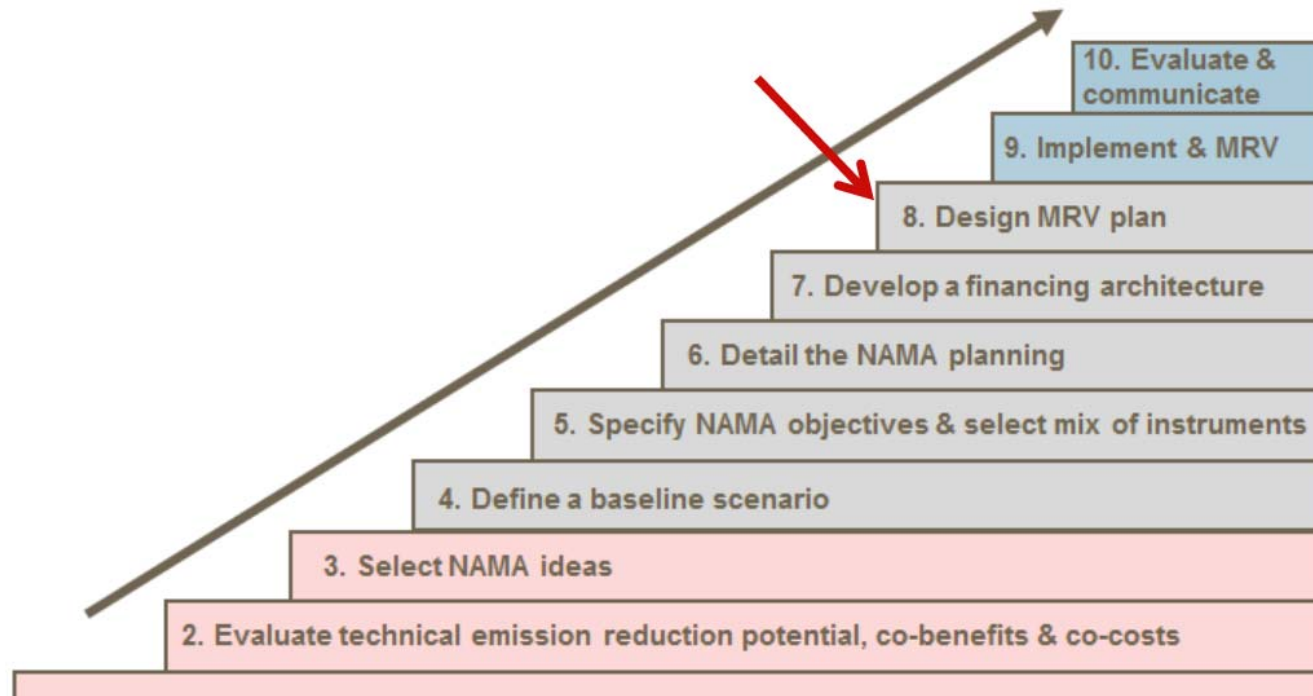 10. Evaluate &
communicate
9. Implement & MRV
8. Design MRV plan
7. Develop a financing architecture
6. Detail the NAMA planning
5. Specify NAMA objectives & select mix of instruments
4. Define a baseline scenario
3. Select NAMA ideas
2. Evaluate technical emission reduction potential, co-benefits & co-costs